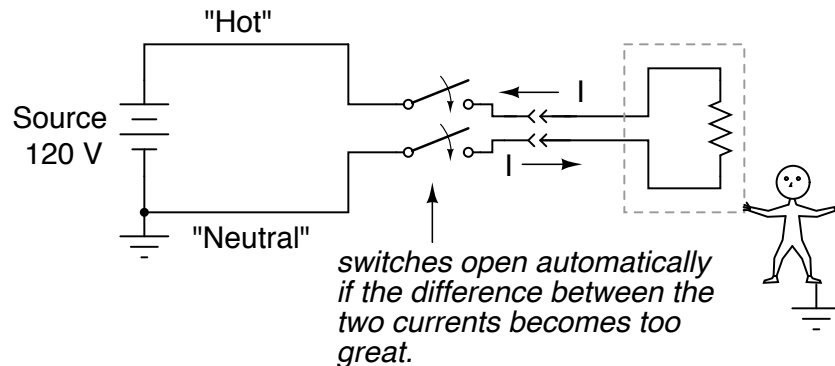 "Hot"
I
Source
120 V
I
"Neutral"
switches open automatically
if the difference between the
two currents becomes too
great.